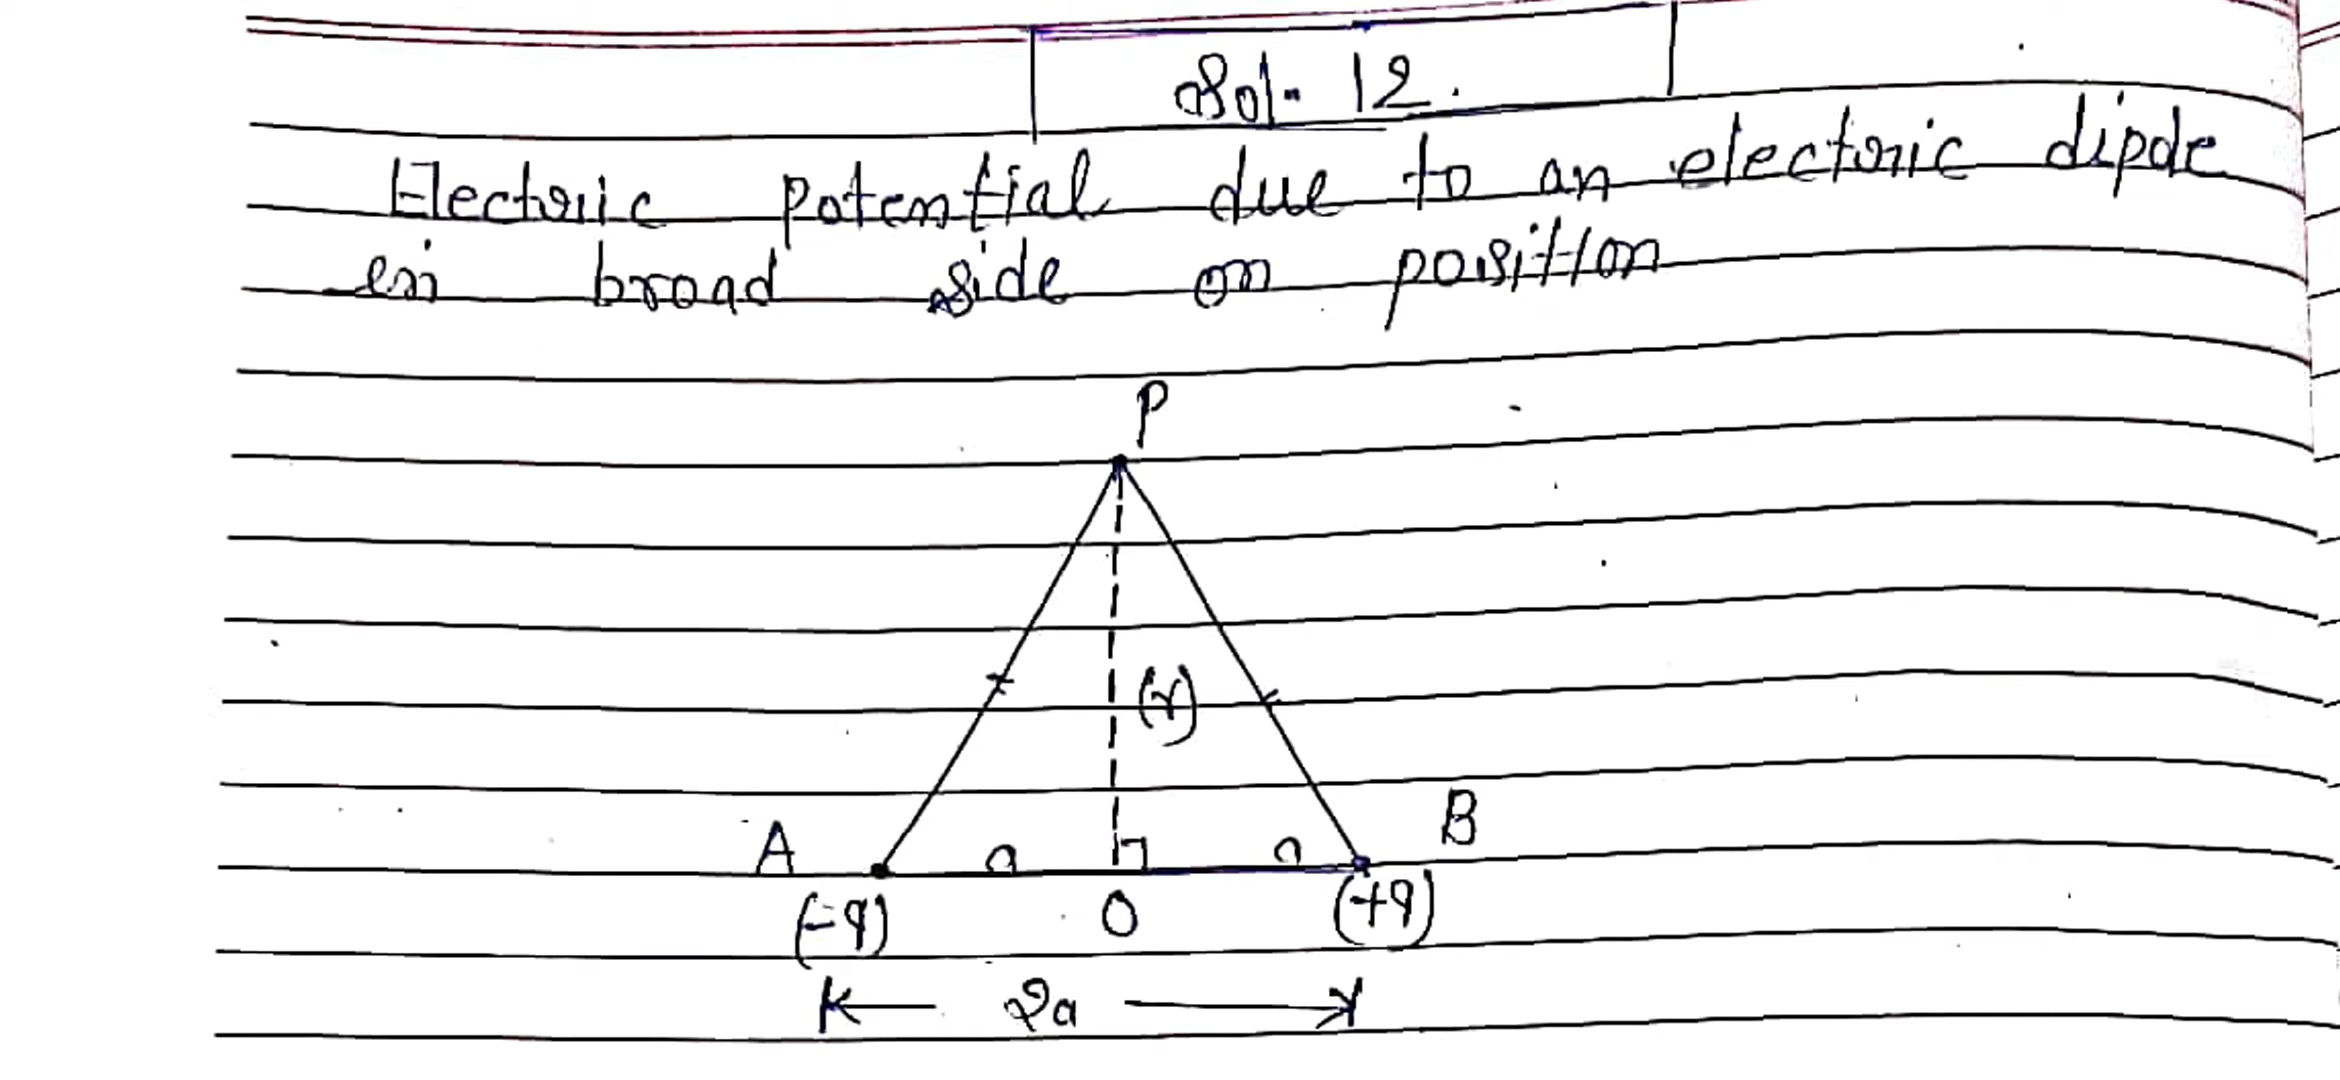 Sol- 12.
Electric potential due to an electric dipole
in broad side on position
P
(r)
A a a B
(-q) O (+q)
2a